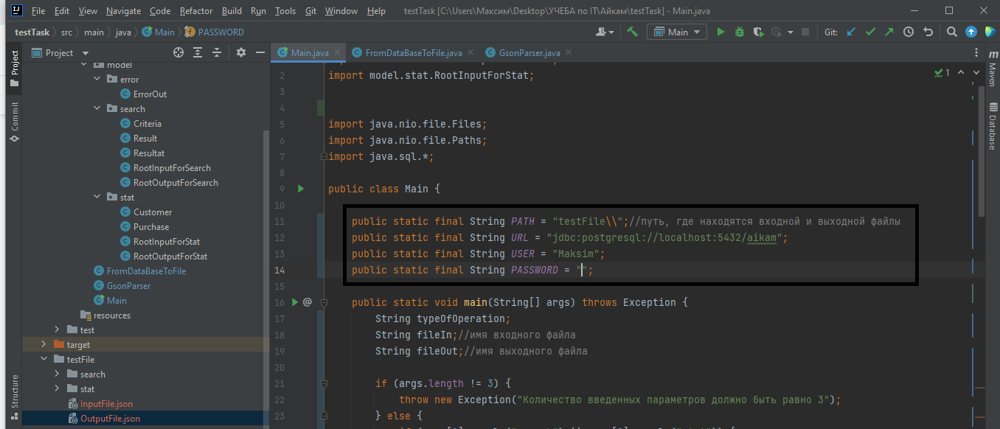 File Edit View Navigate Code Refactor Build Run Tools Git Window Help testTask [C:\Users\Максим\Desktop\УЧЕБА по IT\Айкам\testTask] - Main.java
testTask src main java Main PASSWORD
Main Git:
Project
Main.java FromDataBaseToFile.java GsonParser.java
Project
Commit
Structure
model
error
ErrorOut
search
Criteria
Result
Resultat
RootInputForSearch
RootOutputForSearch
stat
Customer
Purchase
RootInputForStat
RootOutputForStat
FromDataBaseToFile
GsonParser
Main
resources
test
target
testFile
search
stat
InputFile.json
OutputFile.json
2 import model.stat.RootInputForStat;
3
4
5 import java.nio.file.Files;
6 import java.nio.file.Paths;
7 import java.sql.*;
8
9 public class Main {
10
11 public static final String PATH = "testFile\\";//путь, где находятся входной и выходной файлы
12 public static final String URL = "jdbc:postgresql://localhost:5432/aikam";
13 public static final String USER = "Maksim";
14 public static final String PASSWORD = "";
15
16 public static void main(String[] args) throws Exception {
17 String typeOfOperation;
18 String fileIn;//имя входного файла
19 String fileOut;//имя выходного файла
20
21 if (args.length != 3) {
22 throw new Exception("Количество введенных параметров должно быть равно 3");
23 } else {
1
m Maven
Database